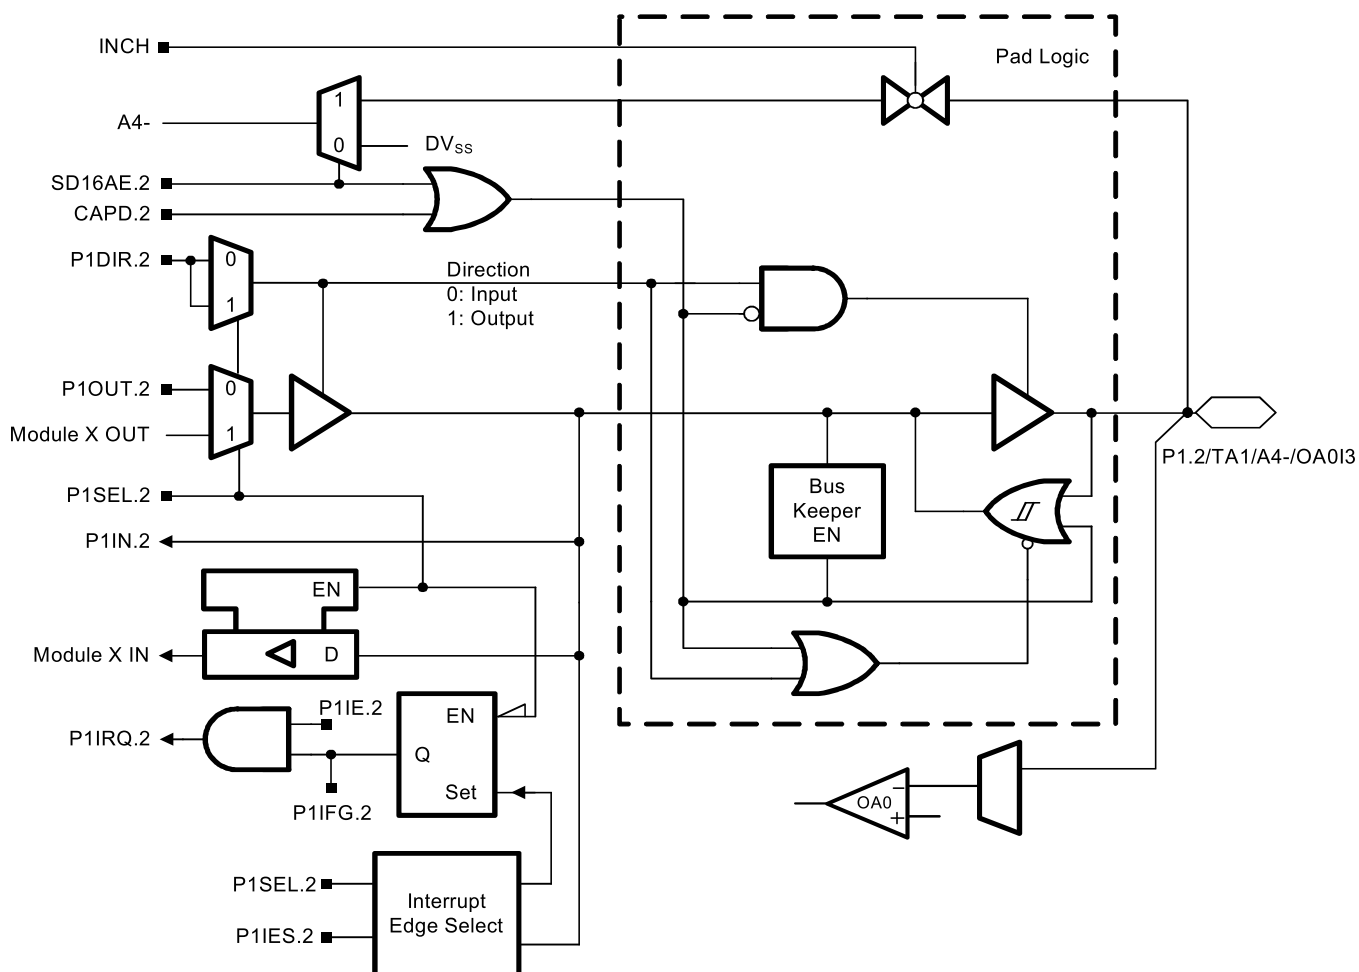 INCH
Pad Logic
1
A4-
0
DVSS
SD16AE.2
CAPD.2
P1DIR.2
0
1
Direction
0: Input
1: Output
P1OUT.2
0
Module X OUT
1
P1SEL.2
P1.2/TA1/A4-/OA0I3
Bus
Keeper
EN
P1IN.2
EN
Module X IN
D
P1IE.2
EN
P1IRQ.2
Q
Set
P1IFG.2
OA0
−
+
P1SEL.2
Interrupt
Edge Select
P1IES.2